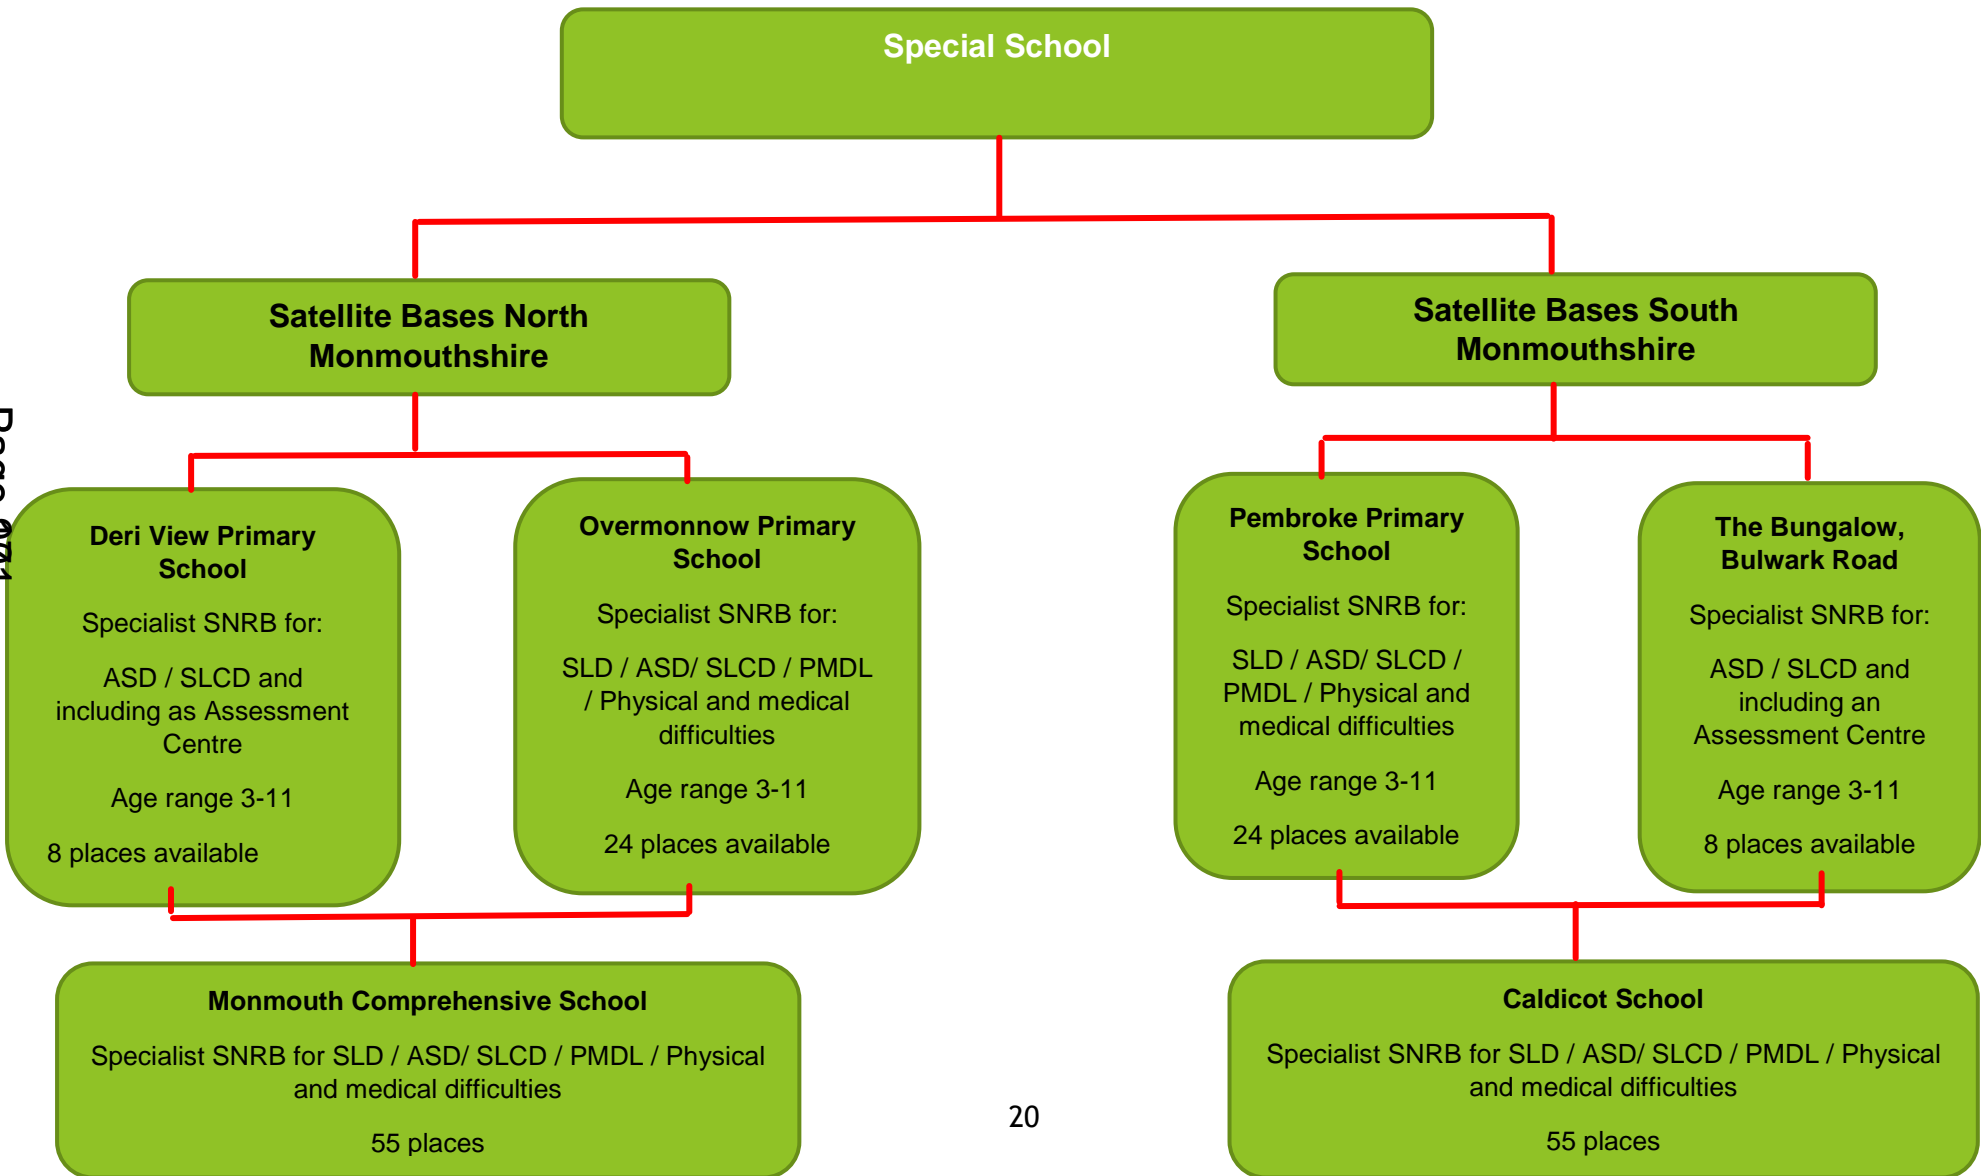 Special School
Satellite Bases North
Monmouthshire
Satellite Bases South
Monmouthshire
Deri View Primary
School
Specialist SNRB for:
ASD / SLCD and
including as Assessment
Centre
Age range 3-11
8 places available
Overmonnow Primary
School
Specialist SNRB for:
SLD / ASD/ SLCD / PMDL
/ Physical and medical
difficulties
Age range 3-11
24 places available
Pembroke Primary
School
Specialist SNRB for:
SLD / ASD/ SLCD /
PMDL / Physical and
medical difficulties
Age range 3-11
24 places available
The Bungalow,
Bulwark Road
Specialist SNRB for:
ASD / SLCD and
including an
Assessment Centre
Age range 3-11
8 places available
Monmouth Comprehensive School
Specialist SNRB for SLD / ASD/ SLCD / PMDL / Physical
and medical difficulties
55 places
Caldicot School
Specialist SNRB for SLD / ASD/ SLCD / PMDL / Physical
and medical difficulties
55 places
20